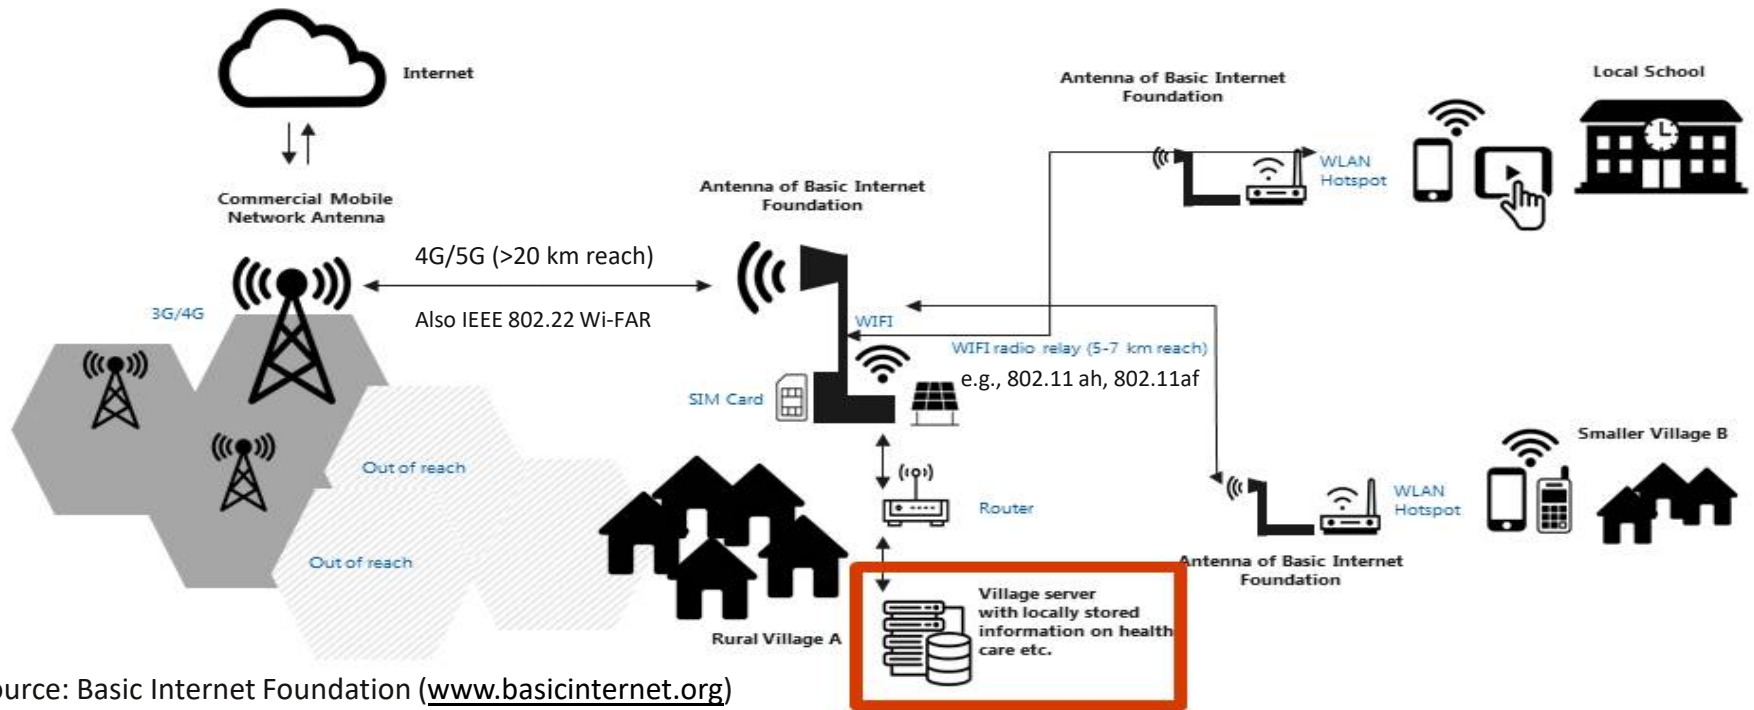 Internet
Commercial Mobile
Network Antenna
3G/4G
4G/5G (>20 km reach)
Also IEEE 802.22 Wi-FAR
Out of reach
Out of reach
Antenna of Basic Internet
Foundation
WIFI
SIM Card
WIFI radio relay (5-7 km reach)
e.g., 802.11 ah, 802.11af
Router
Rural Village A
Village server
with locally stored
information on health
care etc.
Antenna of Basic Internet
Foundation
WLAN
Hotspot
Local School
WLAN
Hotspot
Smaller Village B
Antenna of Basic Internet
Foundation
ource: Basic Internet Foundation (www.basicinternet.org)